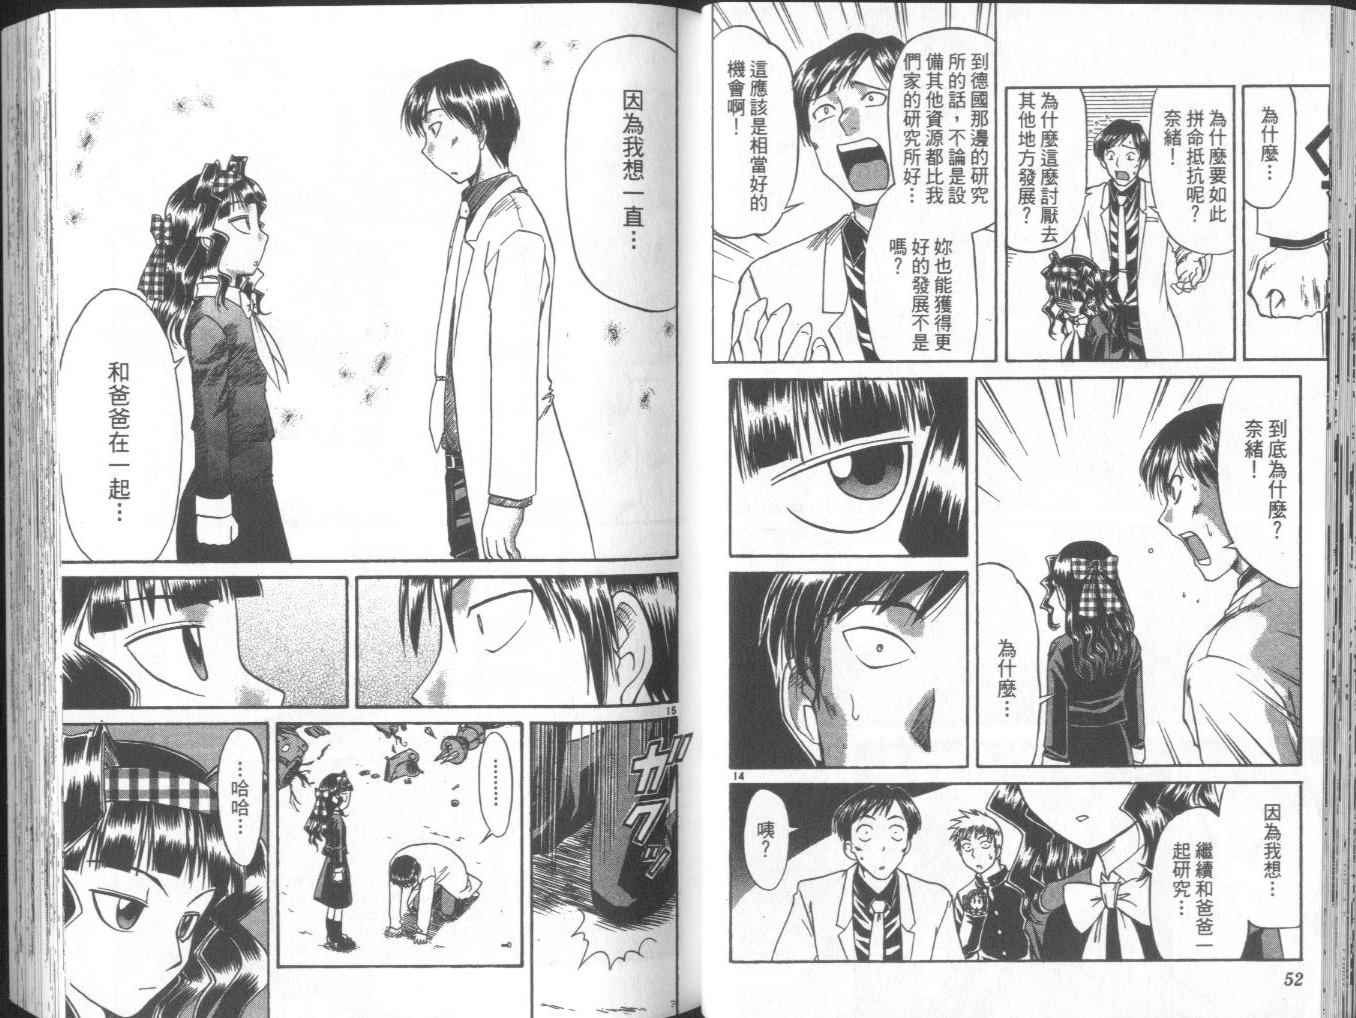 為什麼…
為什麼要如此
拼命抵抗呢？
奈緒！
為什麼這麼討厭去
其他地方發展？
到德國那邊的研究
所的話，不論是設
備其他資源都比我
們家的研究所好…
妳也能獲得更
好的發展不是
嗎？
這應該是相當好的
機會啊！
到底為什麼？
奈緒！
為什麼…
14
因為我想…
繼續和爸爸一
起研究…
咦？
52
因為我想一直…
和爸爸在一起…
15
ガクッ
………
…哈哈…